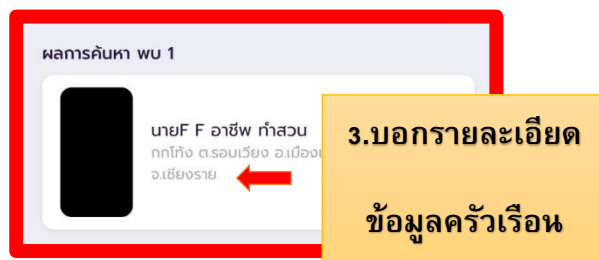 ผลการค้นหา พบ 1
นายF F อาชีพ ทำสวน
กกโท้ง ต.รอบเวียง อ.เมือง
จ.เชียงราย
3.บอกรายละเอียด
ข้อมูลครัวเรือน